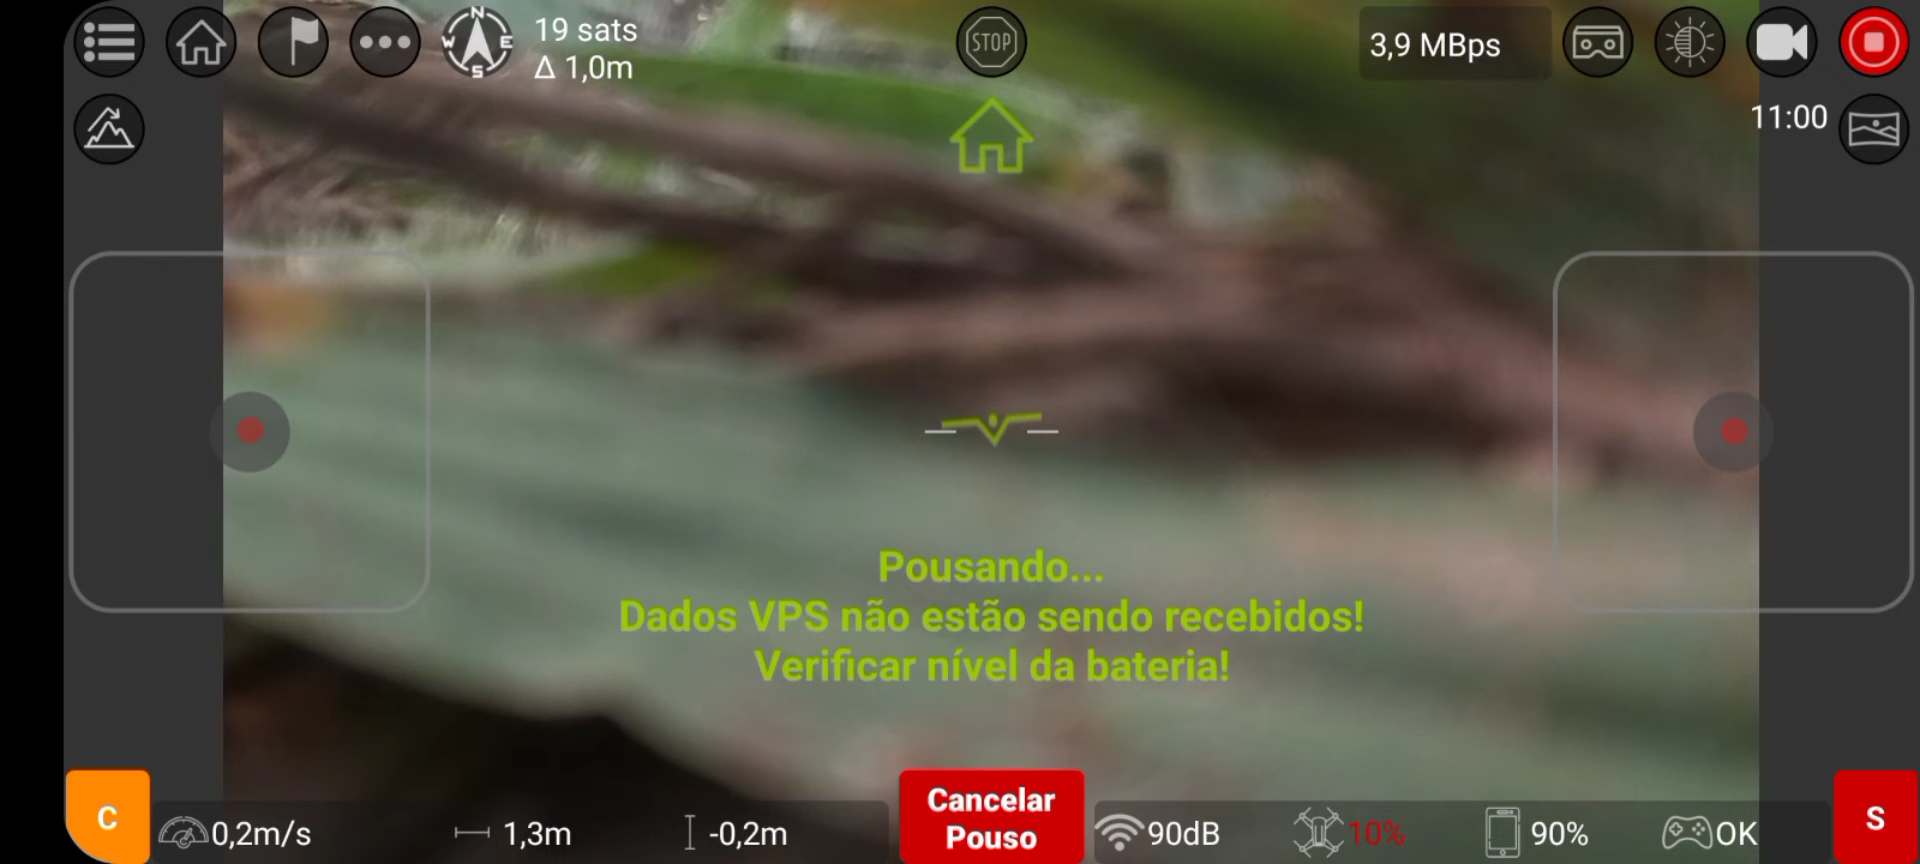 N
W E
S
19 sats
Δ 1,0m
STOP
3,9 MBps
11:00
Pousando...
Dados VPS não estão sendo recebidos!
Verificar nível da bateria!
C
0,2m/s
1,3m
-0,2m
Cancelar
Pouso
90dB
10%
90%
OK
S